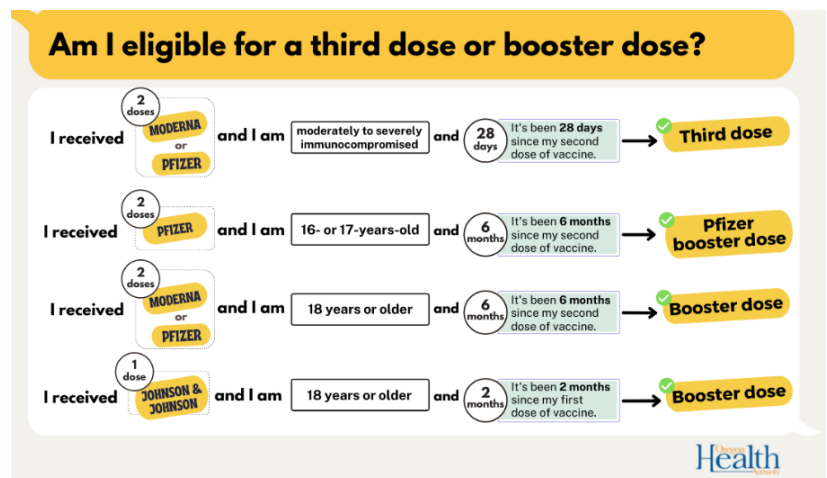 Am I eligible for a third dose or booster dose?
2
doses
I received
MODERNA
or
PFIZER
and I am
moderately to severely
immunocompromised
and
28
days
It's been 28 days
since my second
dose of vaccine.
Third dose
2
doses
I received
PFIZER
and I am
16- or 17-years-old
and
6
months
It's been 6 months
since my second
dose of vaccine.
Pfizer
booster dose
2
doses
I received
MODERNA
or
PFIZER
and I am
18 years or older
and
6
months
It's been 6 months
since my second
dose of vaccine.
Booster dose
1
dose
I received
JOHNSON &
JOHNSON
and I am
18 years or older
and
2
months
It's been 2 months
since my first
dose of vaccine.
Booster dose
Oregon
Health
Authority